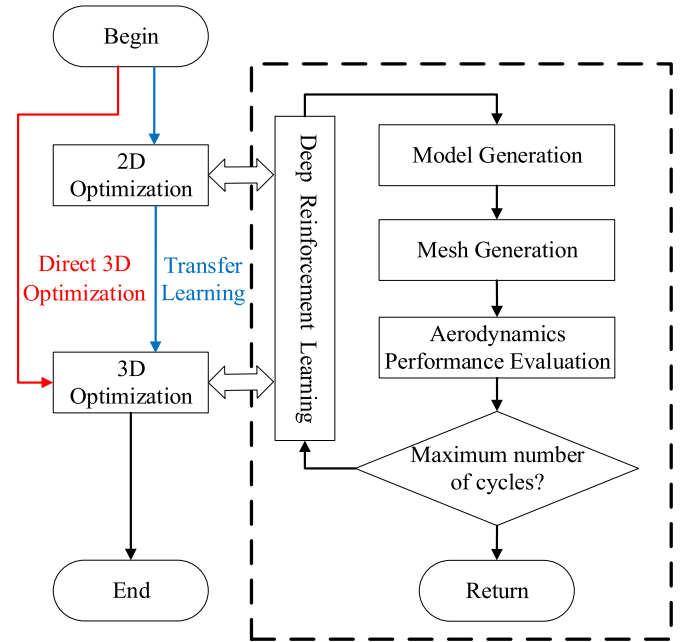 Begin
2D
Optimization
Direct 3D
Optimization
Transfer
Learning
3D
Optimization
End
Deep Reinforcement Learning
Model Generation
Mesh Generation
Aerodynamics
Performance Evaluation
Maximum number
of cycles?
Return